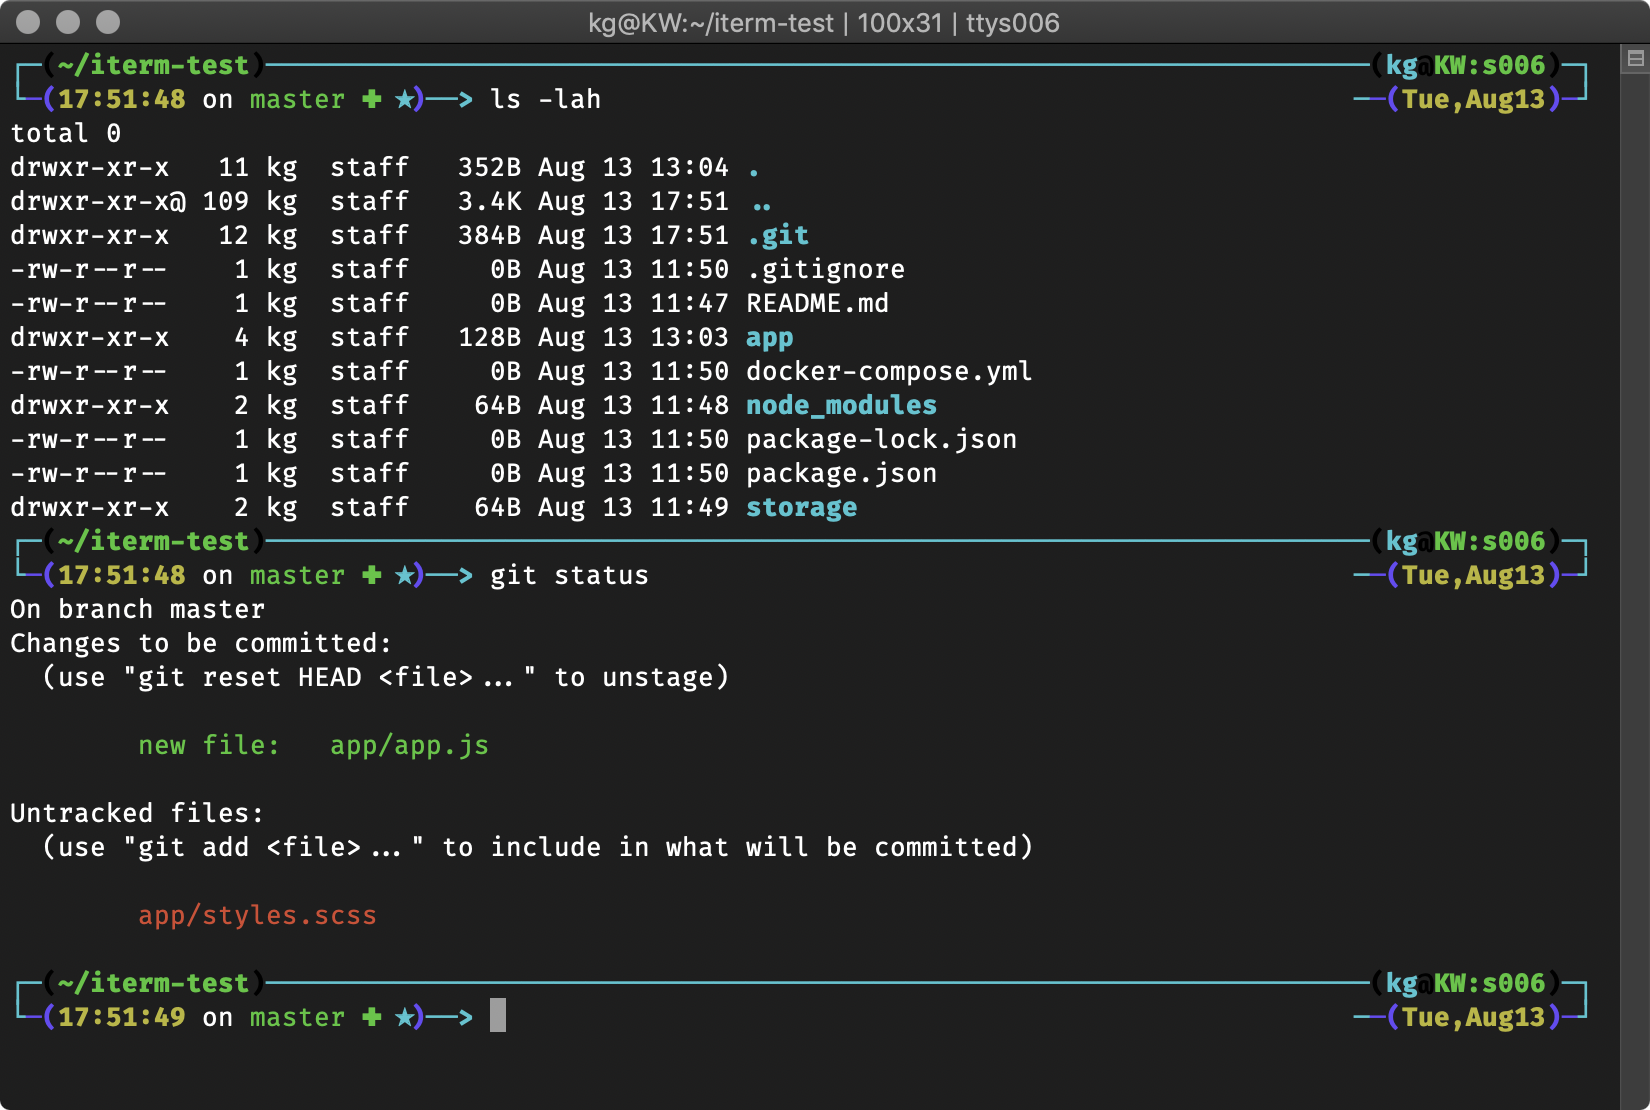 kg@KW:~/iterm-test | 100x31 | ttys006
┌─(~/iterm-test)──────────────────────────────────────────────────────────────────────(kg@KW:s006)─┐
└─(17:51:48 on master ✚ ★)──> ls -lah ──(Tue,Aug13)─┘
total 0
drwxr-xr-x   11 kg  staff   352B Aug 13 13:04 .
drwxr-xr-x@ 109 kg  staff   3.4K Aug 13 17:51 ..
drwxr-xr-x   12 kg  staff   384B Aug 13 17:51 .git
-rw-r--r--    1 kg  staff     0B Aug 13 11:50 .gitignore
-rw-r--r--    1 kg  staff     0B Aug 13 11:47 README.md
drwxr-xr-x    4 kg  staff   128B Aug 13 13:03 app
-rw-r--r--    1 kg  staff     0B Aug 13 11:50 docker-compose.yml
drwxr-xr-x    2 kg  staff    64B Aug 13 11:48 node_modules
-rw-r--r--    1 kg  staff     0B Aug 13 11:50 package-lock.json
-rw-r--r--    1 kg  staff     0B Aug 13 11:50 package.json
drwxr-xr-x    2 kg  staff    64B Aug 13 11:49 storage
┌─(~/iterm-test)──────────────────────────────────────────────────────────────────────(kg@KW:s006)─┐
└─(17:51:48 on master ✚ ★)──> git status ──(Tue,Aug13)─┘
On branch master
Changes to be committed:
  (use "git reset HEAD <file>..." to unstage)
        new file:   app/app.js
Untracked files:
  (use "git add <file>..." to include in what will be committed)
        app/styles.scss
┌─(~/iterm-test)──────────────────────────────────────────────────────────────────────(kg@KW:s006)─┐
└─(17:51:49 on master ✚ ★)──> ──(Tue,Aug13)─┘